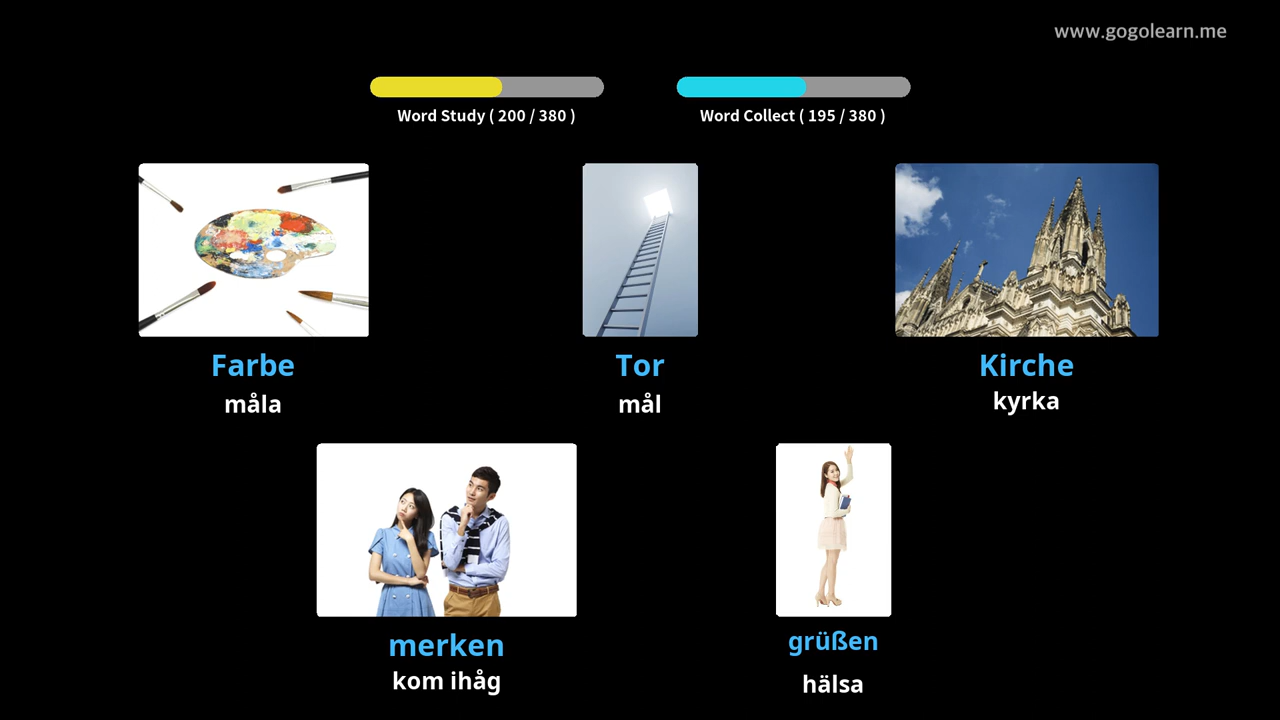 www.gogolearn.me
Word Study ( 200 / 380 )
Word Collect ( 195 / 380 )
Farbe
måla
Tor
mål
Kirche
kyrka
merken
kom ihåg
grüßen
hälsa